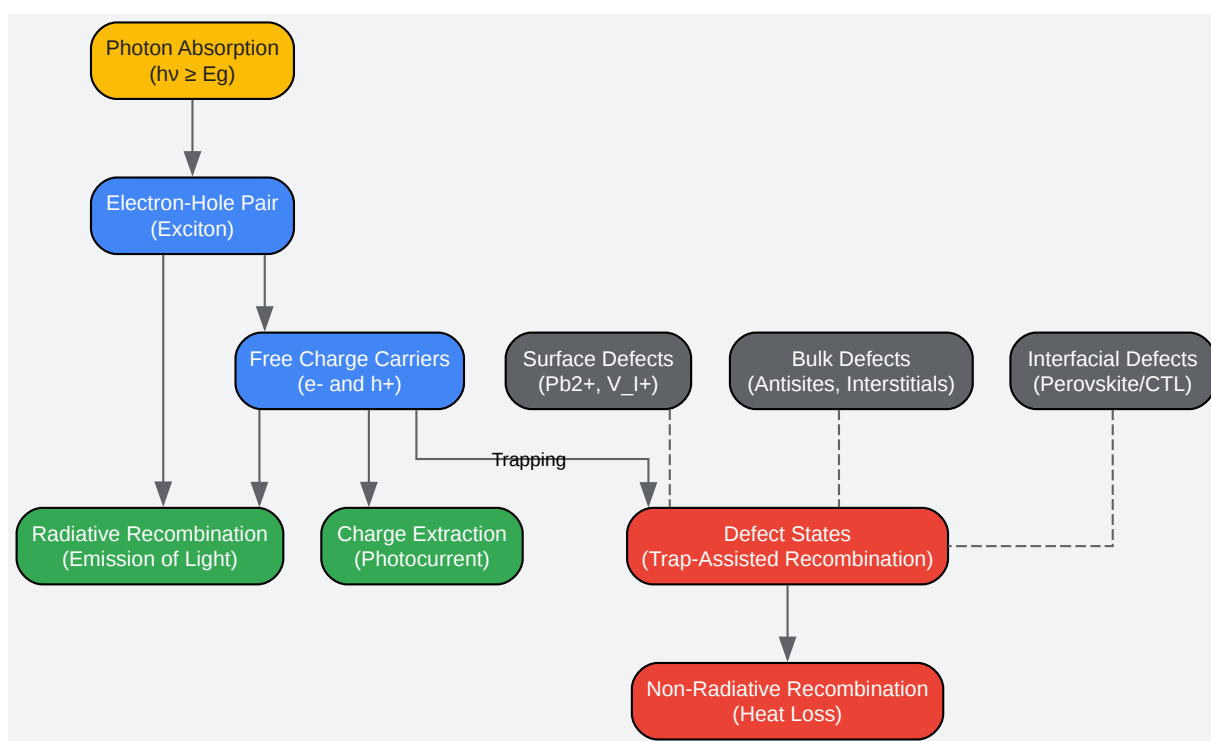 Photon Absorption
(hν ≥ Eg)
Electron-Hole Pair
(Exciton)
Free Charge Carriers
(e- and h+)
Surface Defects
(Pb2+, V_I+)
Bulk Defects
(Antisites, Interstitials)
Interfacial Defects
(Perovskite/CTL)
Trapping
Radiative Recombination
(Emission of Light)
Charge Extraction
(Photocurrent)
Defect States
(Trap-Assisted Recombination)
Non-Radiative Recombination
(Heat Loss)